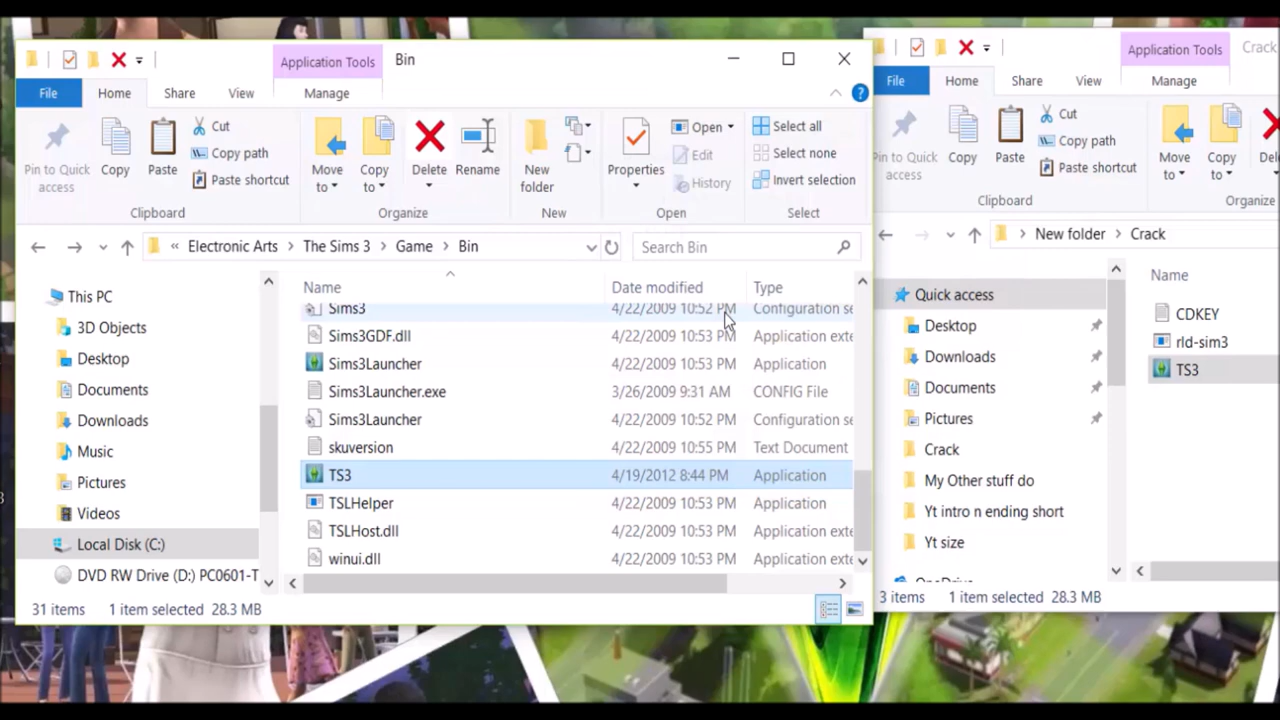 Application Tools
Bin
File
Home
Share
View
Manage
Pin to Quick
access
Copy
Paste
Cut
Copy path
Paste shortcut
Clipboard
Move
to
Copy
to
Delete
Rename
Organize
New
folder
New
Properties
Open
Edit
History
Open
Select all
Select none
Invert selection
Select
« Electronic Arts > The Sims 3 > Game > Bin
Search Bin
This PC
3D Objects
Desktop
Documents
Downloads
Music
Pictures
Videos
Local Disk (C:)
DVD RW Drive (D:) PC0601-T
Name Date modified Type
Sims3 4/22/2009 10:52 PM Configuration se
Sims3GDF.dll 4/22/2009 10:53 PM Application exte
Sims3Launcher 4/22/2009 10:53 PM Application
Sims3Launcher.exe 3/26/2009 9:31 AM CONFIG File
Sims3Launcher 4/22/2009 10:52 PM Configuration se
skuversion 4/22/2009 10:55 PM Text Document
TS3 4/19/2012 8:44 PM Application
TSLHelper 4/22/2009 10:53 PM Application
TSLHost.dll 4/22/2009 10:53 PM Application exte
winui.dll 4/22/2009 10:53 PM Application exte
31 items 1 item selected 28.3 MB
Application Tools
Crack
File
Home
Share
View
Manage
Pin to Quick
access
Copy
Paste
Cut
Copy path
Paste shortcut
Clipboard
Move
to
Copy
to
Dele
Organize
> New folder > Crack
Quick access
Desktop
Downloads
Documents
Pictures
Crack
My Other stuff do
Yt intro n ending short
Yt size
OneDrive
Name
CDKEY
rld-sim3
TS3
3 items 1 item selected 28.3 MB